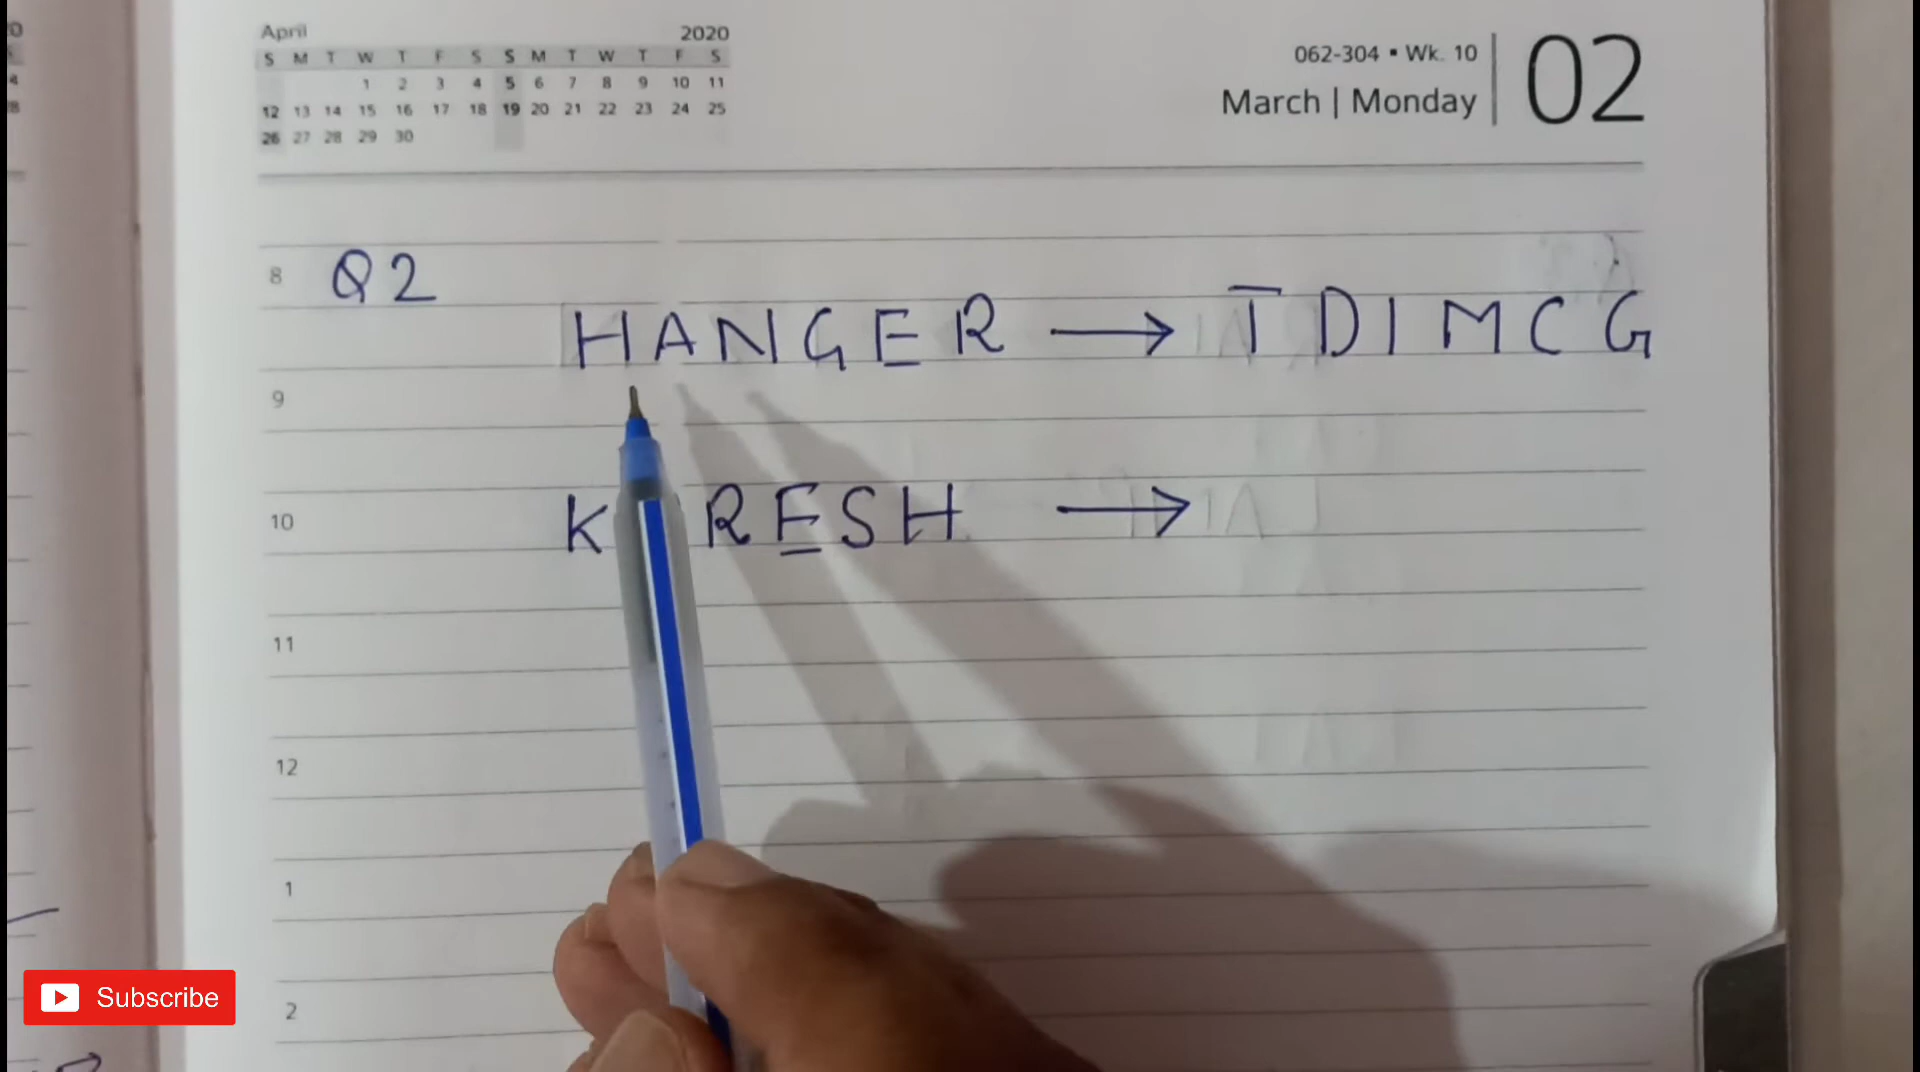 April 2020
S M T W T F S S M T W T F S
1 2 3 4 5 6 7 8 9 10 11
12 13 14 15 16 17 18 19 20 21 22 23 24 25
26 27 28 29 30
062-304 ▪ Wk. 10
March | Monday
02
8 Q2
HANGER → TDIMCG
9
10 K RESH →
11
12
1
2
Subscribe